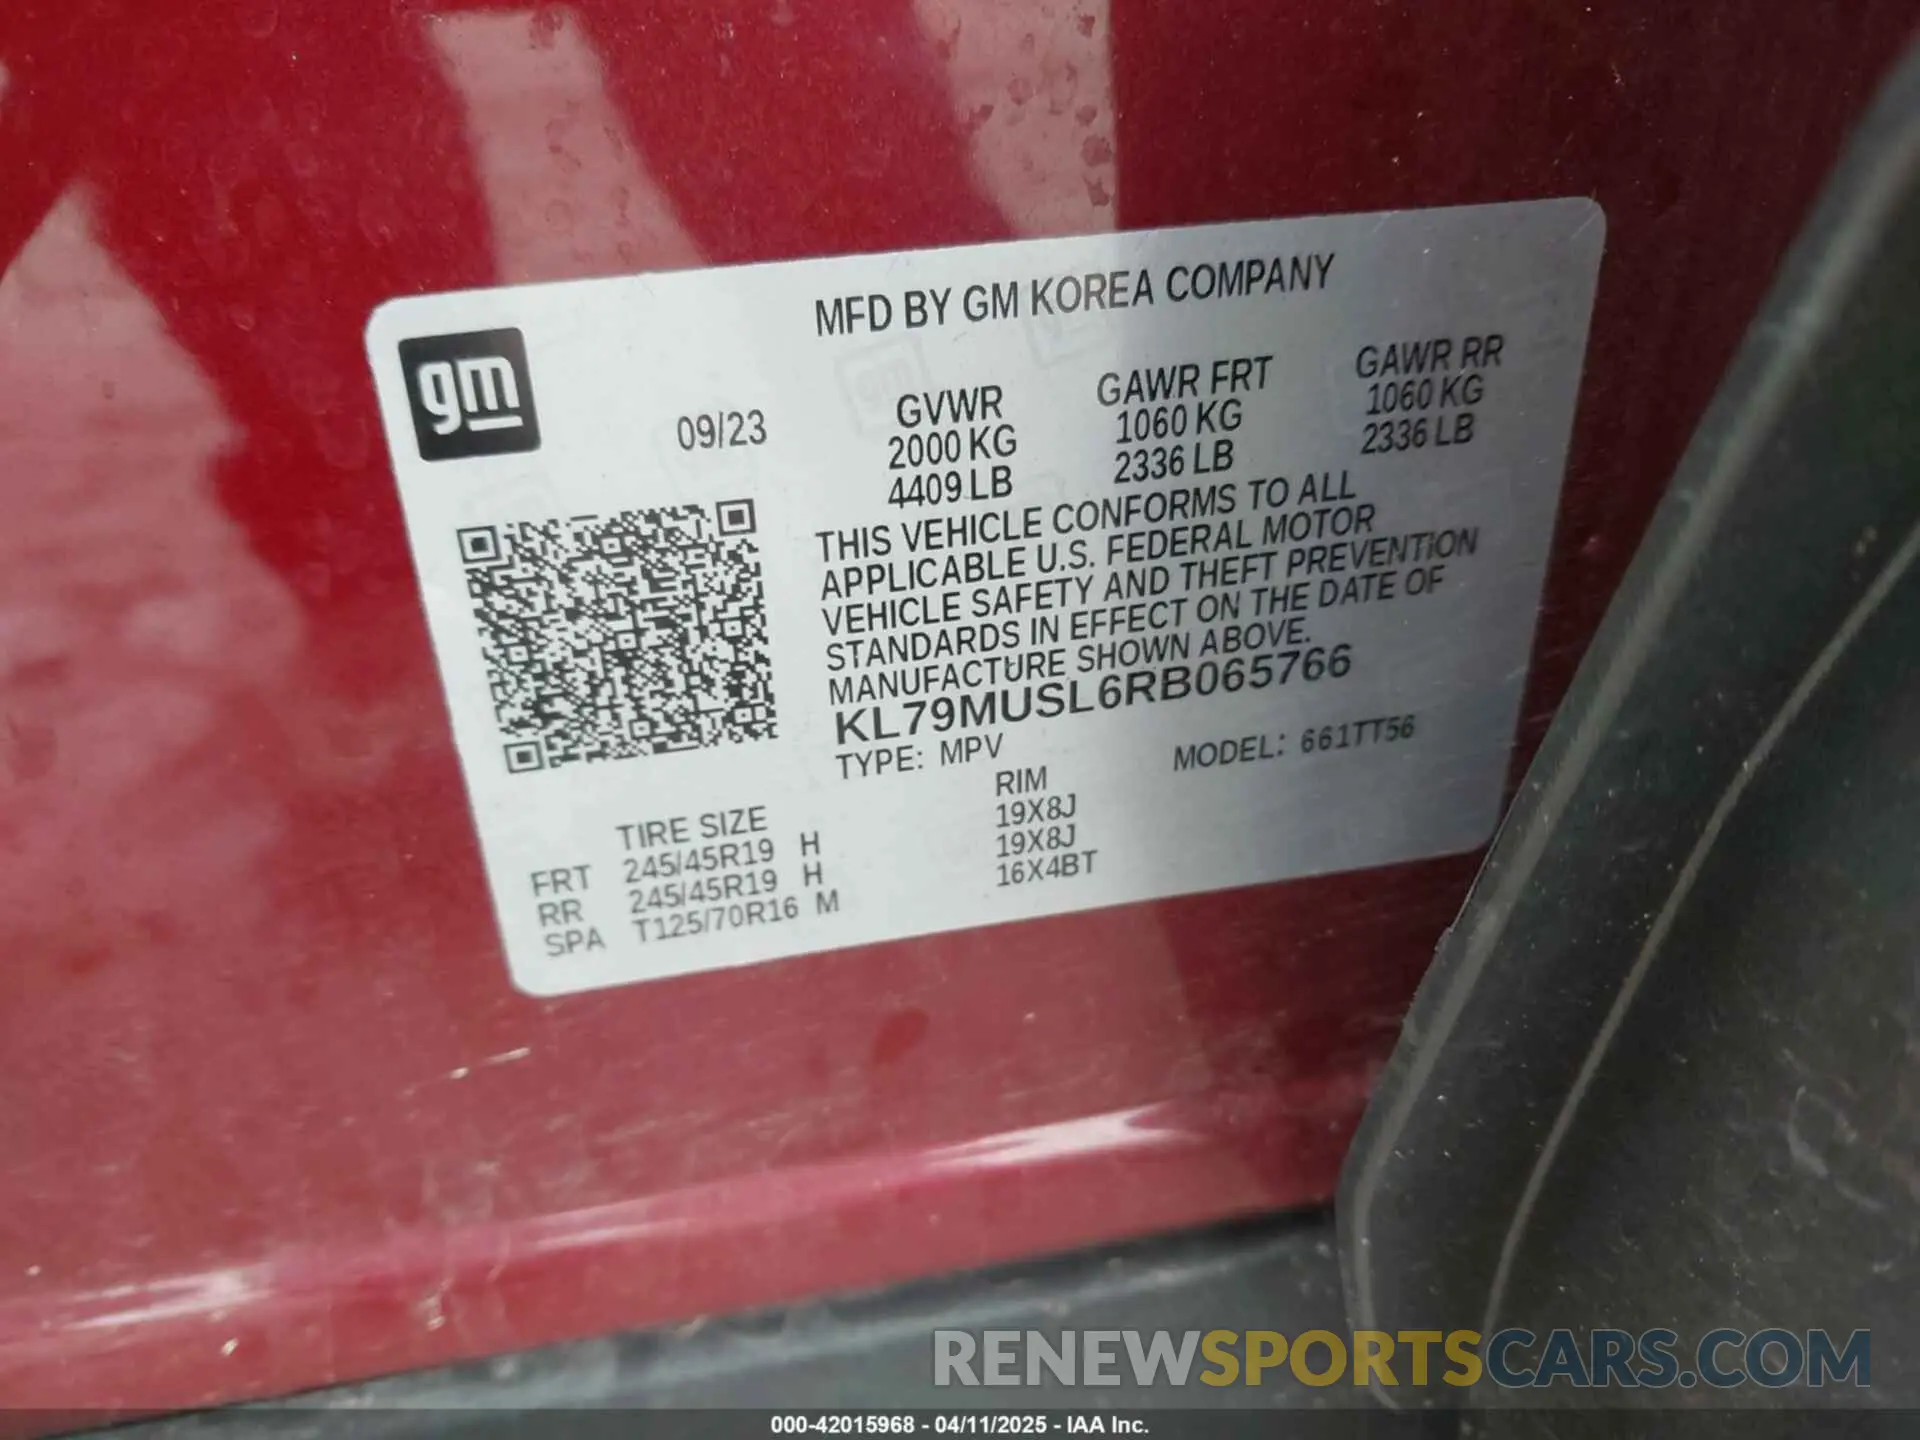 MFD BY GM KOREA COMPANY
gm
09/23
GVWR GAWR FRT GAWR RR
2000 KG 1060 KG 1060 KG
4409 LB 2336 LB 2336 LB
THIS VEHICLE CONFORMS TO ALL
APPLICABLE U.S. FEDERAL MOTOR
VEHICLE SAFETY AND THEFT PREVENTION
STANDARDS IN EFFECT ON THE DATE OF
MANUFACTURE SHOWN ABOVE.
KL79MUSL6RB065766
TYPE: MPV MODEL: 661TT56
TIRE SIZE RIM
FRT 245/45R19 H 19X8J
RR 245/45R19 H 19X8J
SPA T125/70R16 M 16X4BT
RENEWSPORTSCARS.COM
000-42015968 - 04/11/2025 - IAA Inc.